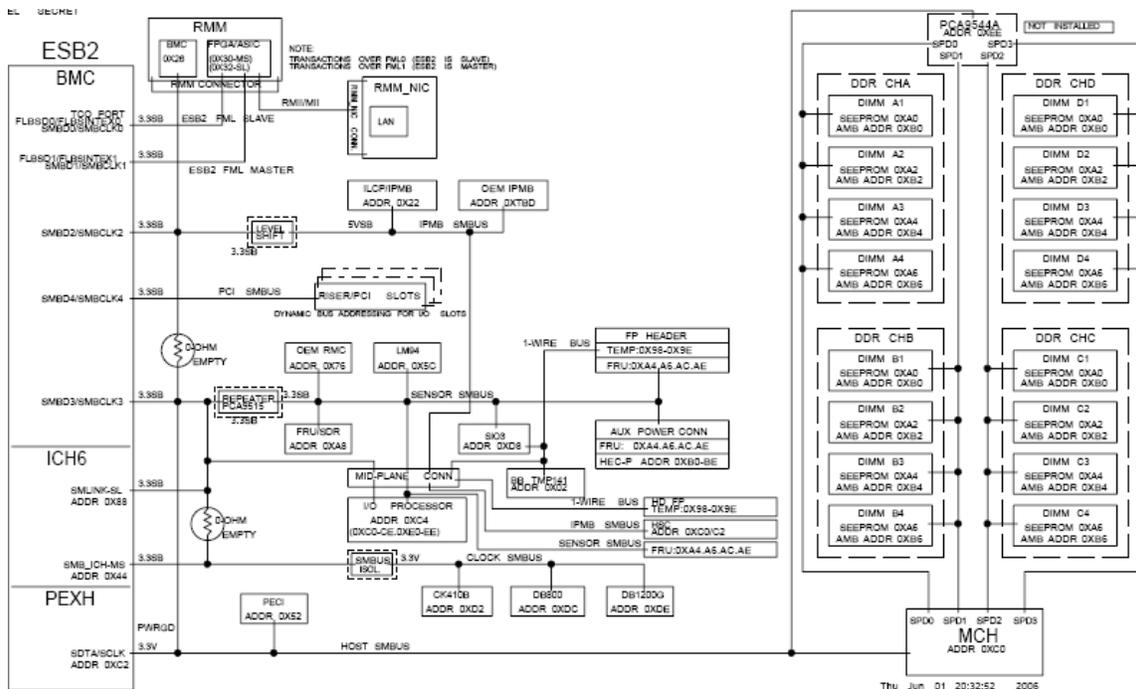 EL SECRET
ESB2
BMC
TCO PORT
FLBSD0/FLBSINTEX0
SMBD0/SMBCLK0
FLBSD1/FLBSINTEX1
SMBD1/SMBCLK1
SMBD2/SMBCLK2
SMBD4/SMBCLK4
SMBD3/SMBCLK3
ICH6
SMLINK-SL
ADDR 0X88
SMB_ICH-MS
ADDR 0X44
PEXH
SDTA/SCLK
ADDR 0XC2
RMM
BMC
0X26
FPGA/ASIC
(0X30-MS)
(0X32-SL)
RMM CONNECTOR
NOTE:
TRANSACTIONS OVER FML0 (ESB2 IS SLAVE)
TRANSACTIONS OVER FML1 (ESB2 IS MASTER)
3.3SB
ESB2 FML SLAVE
RMII/MII
RMM_NIC
RMM NIC CONN.
LAN
3.3SB
ESB2 FML MASTER
ILCP/IPMB
ADDR 0X22
OEM IPMB
ADDR 0XTBD
3.3SB
LEVEL
SHIFT
3.3SB
5VSB
IPMB SMBUS
3.3SB
PCI SMBUS
RISER/PCI SLOTS
DYNAMIC BUS ADDRESSING FOR I/O SLOTS
0-OHM
EMPTY
OEM RMC
ADDR 0X76
LM94
ADDR 0X5C
1-WIRE BUS
FP HEADER
TEMP:0X98-0X9E
FRU:0XA4.A6.AC.AE
3.3SB
REPEATER
PCA9515
3.3SB
3.3SB
SENSOR SMBUS
FRU/SDR
ADDR 0XA8
SIO3
ADDR 0XD8
AUX POWER CONN
FRU: 0XA4.A6.AC.AE
HEC-P ADDR 0XB0-BE
3.3SB
MID-PLANE CONN
BB TMP141
ADDR 0X02
0-OHM
EMPTY
I/O PROCESSOR
ADDR 0XC4
(0XC0-CE.0XE0-EE)
1-WIRE BUS
HD FP
TEMP:0X98-0X9E
IPMB SMBUS
HSC
ADDR 0XC0/C2
SENSOR SMBUS
FRU:0XA4.A6.AC.AE
3.3SB
SMBUS
ISOL.
3.3V
CLOCK SMBUS
CK410B
ADDR 0XD2
DB800
ADDR 0XDC
DB1200G
ADDR 0XDE
PECI
ADDR 0X52
PWRGD
3.3V
HOST SMBUS
PCA9544A
ADDR 0XEE
SPD0
SPD3
SPD1
SPD2
NOT INSTALLED
DDR CHA
DIMM A1
SEEPROM 0XA0
AMB ADDR 0XB0
DIMM A2
SEEPROM 0XA2
AMB ADDR 0XB2
DIMM A3
SEEPROM 0XA4
AMB ADDR 0XB4
DIMM A4
SEEPROM 0XA6
AMB ADDR 0XB6
DDR CHD
DIMM D1
SEEPROM 0XA0
AMB ADDR 0XB0
DIMM D2
SEEPROM 0XA2
AMB ADDR 0XB2
DIMM D3
SEEPROM 0XA4
AMB ADDR 0XB4
DIMM D4
SEEPROM 0XA6
AMB ADDR 0XB6
DDR CHB
DIMM B1
SEEPROM 0XA0
AMB ADDR 0XB0
DIMM B2
SEEPROM 0XA2
AMB ADDR 0XB2
DIMM B3
SEEPROM 0XA4
AMB ADDR 0XB4
DIMM B4
SEEPROM 0XA6
AMB ADDR 0XB6
DDR CHC
DIMM C1
SEEPROM 0XA0
AMB ADDR 0XB0
DIMM C2
SEEPROM 0XA2
AMB ADDR 0XB2
DIMM C3
SEEPROM 0XA4
AMB ADDR 0XB4
DIMM C4
SEEPROM 0XA6
AMB ADDR 0XB6
SPD0 SPD1 SPD2 SPD3
MCH
ADDR 0XC0
Thu Jun 01 20:32:52 2006